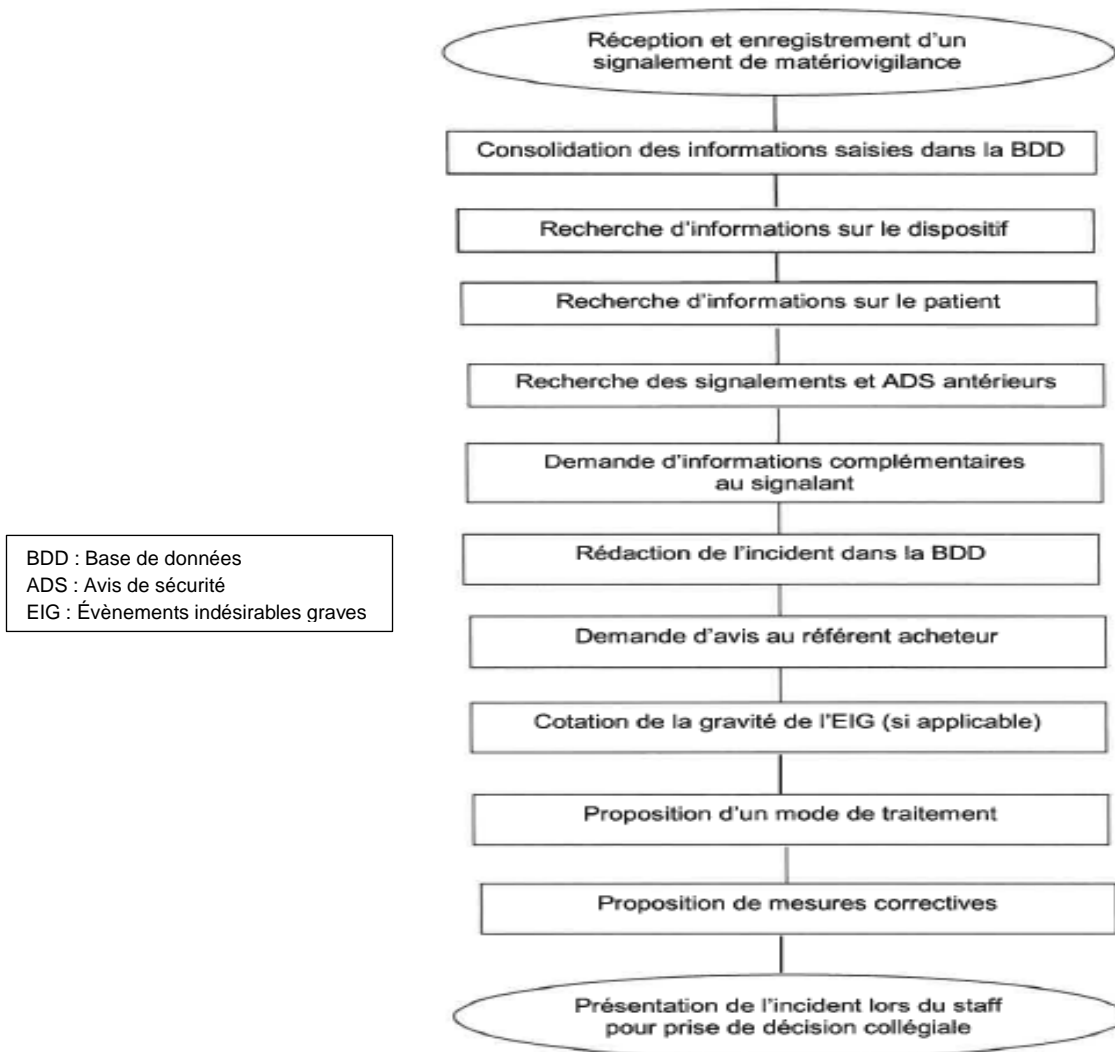 Réception et enregistrement d'un
signalement de matériovigilance
Consolidation des informations saisies dans la BDD
Recherche d'informations sur le dispositif
Recherche d'informations sur le patient
Recherche des signalements et ADS antérieurs
Demande d'informations complémentaires
au signalant
Rédaction de l'incident dans la BDD
BDD : Base de données
ADS : Avis de sécurité
EIG : Évènements indésirables graves
Demande d'avis au référent acheteur
Cotation de la gravité de l'EIG (si applicable)
Proposition d'un mode de traitement
Proposition de mesures correctives
Présentation de l'incident lors du staff
pour prise de décision collégiale